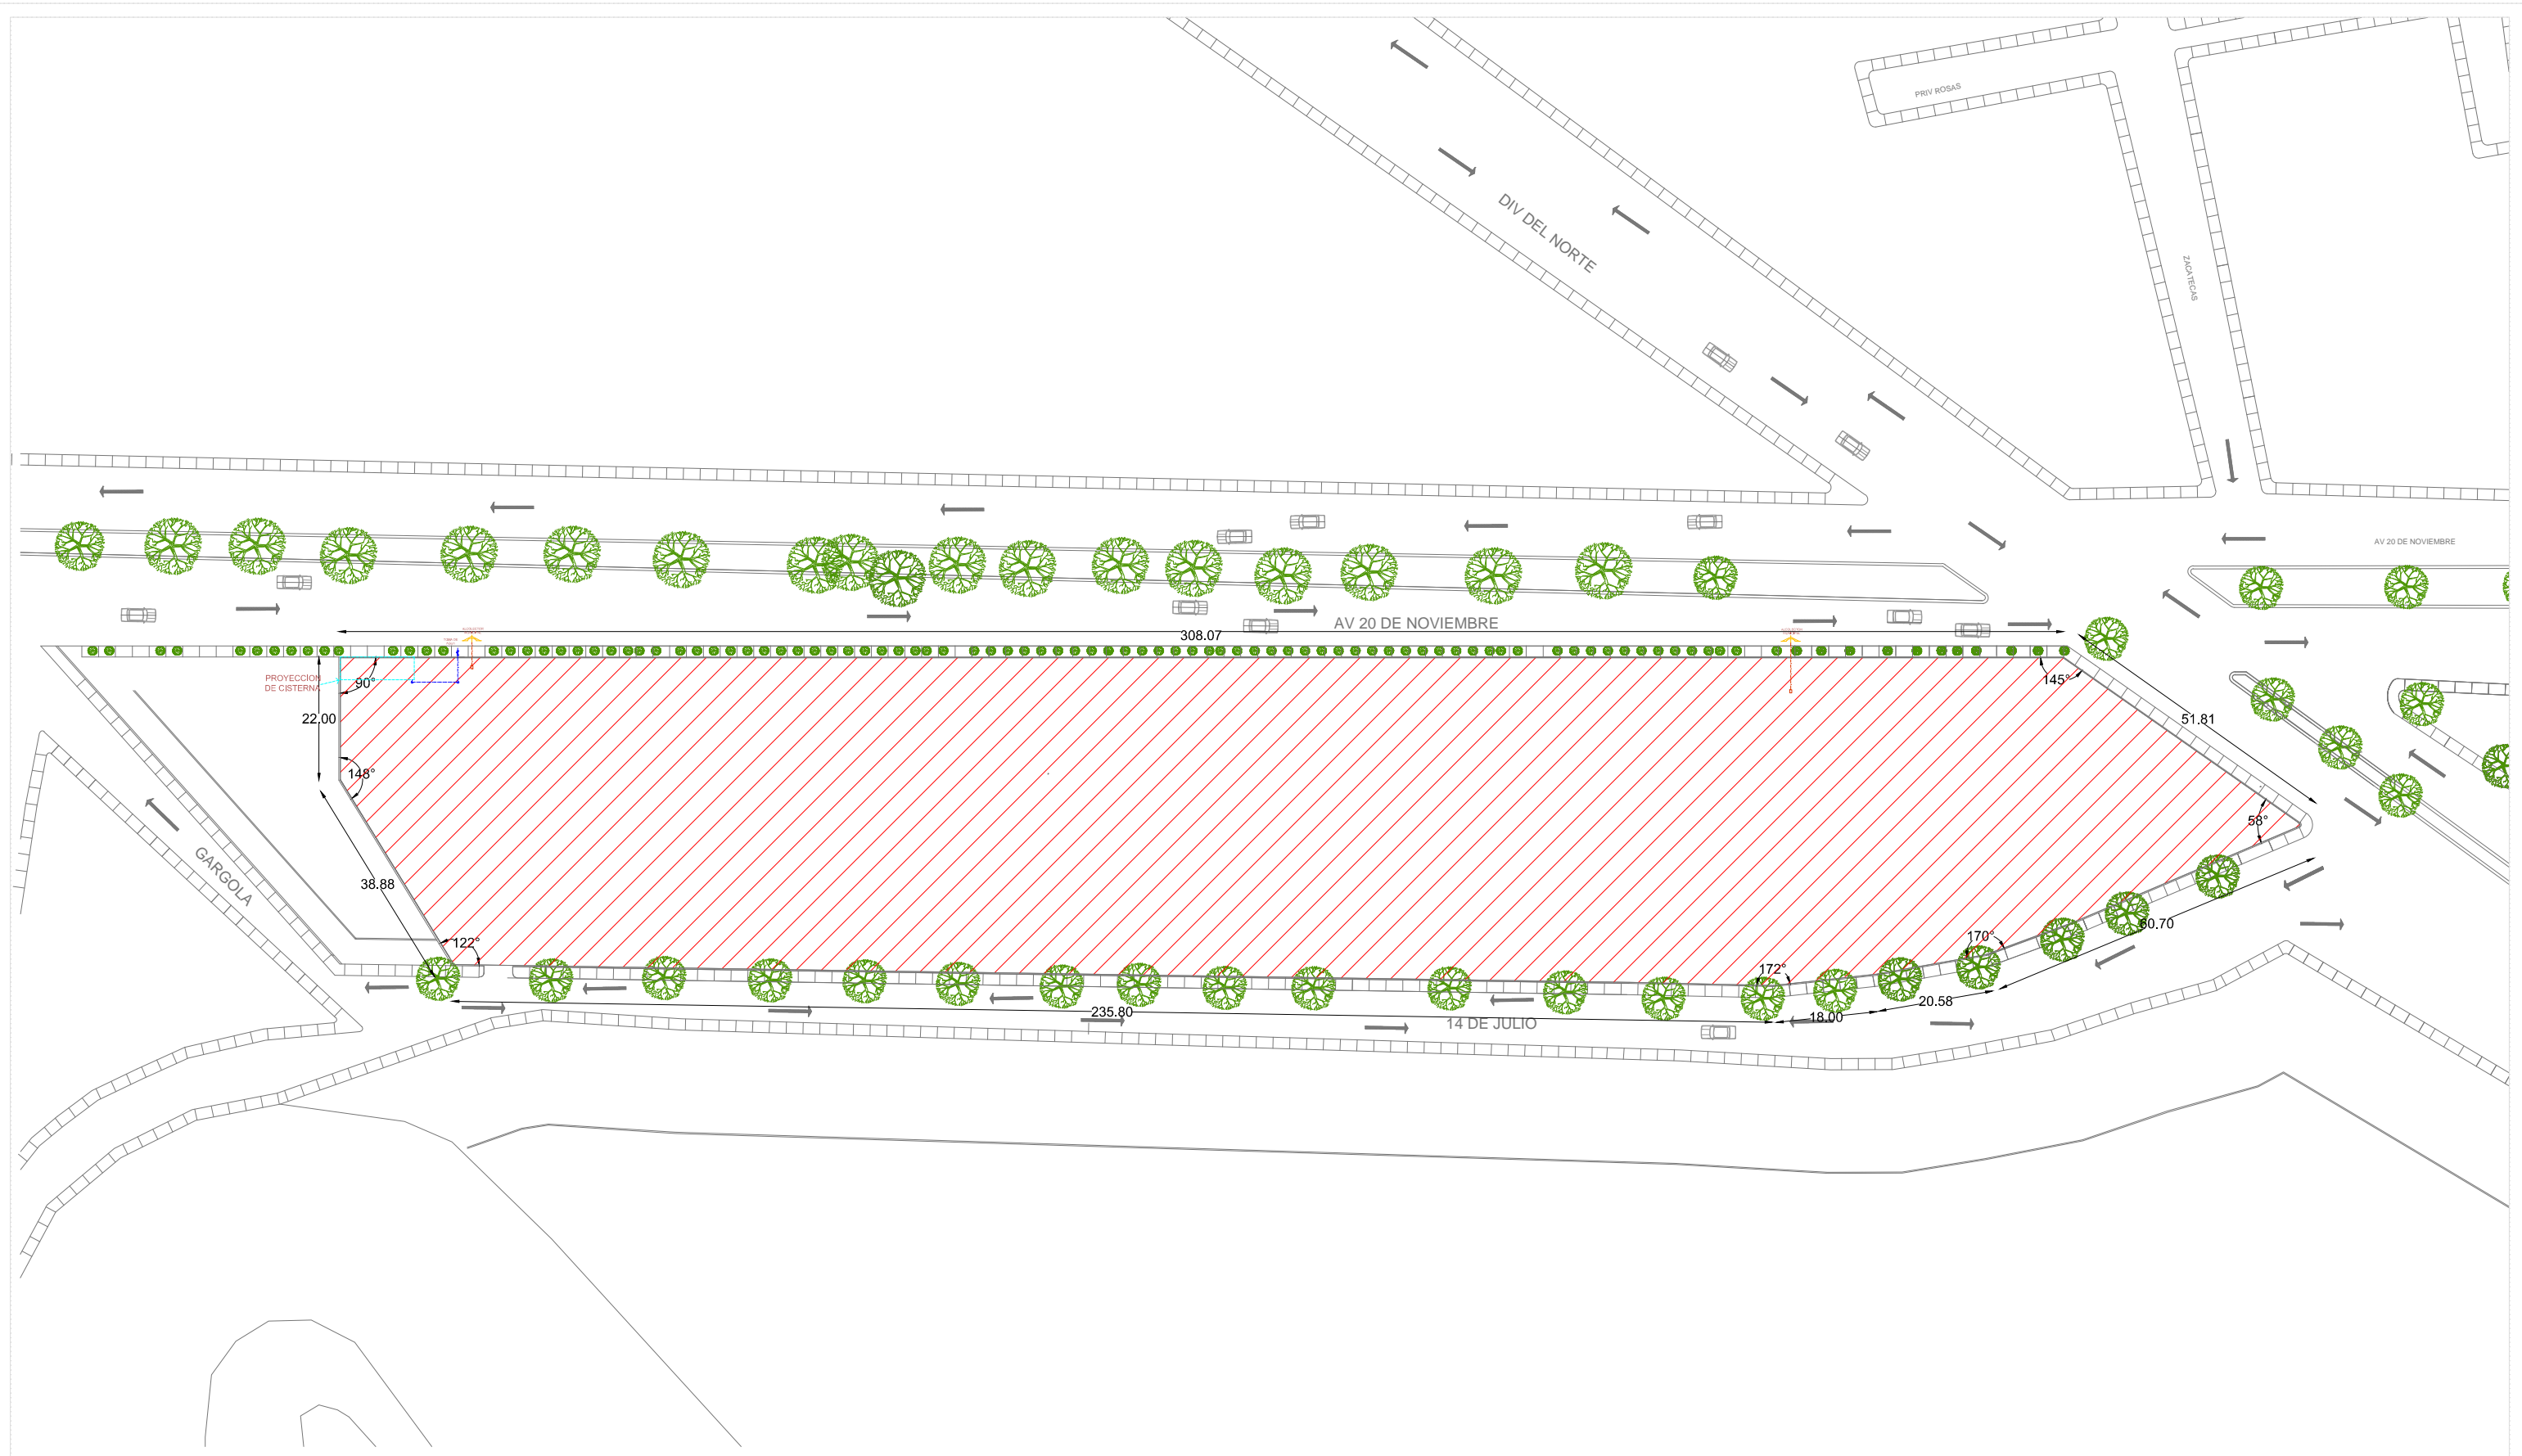 PRIV ROSAS
ZACATECAS
DIV DEL NORTE
AV 20 DE NOVIEMBRE
AV 20 DE NOVIEMBRE
308.07
PROYECCION
DE CISTERNA
90°
145°
22.00
51.81
148°
58°
GARGOLA
38.88
60.70
122°
170°
172°
20.58
235.80
18.00
14 DE JULIO